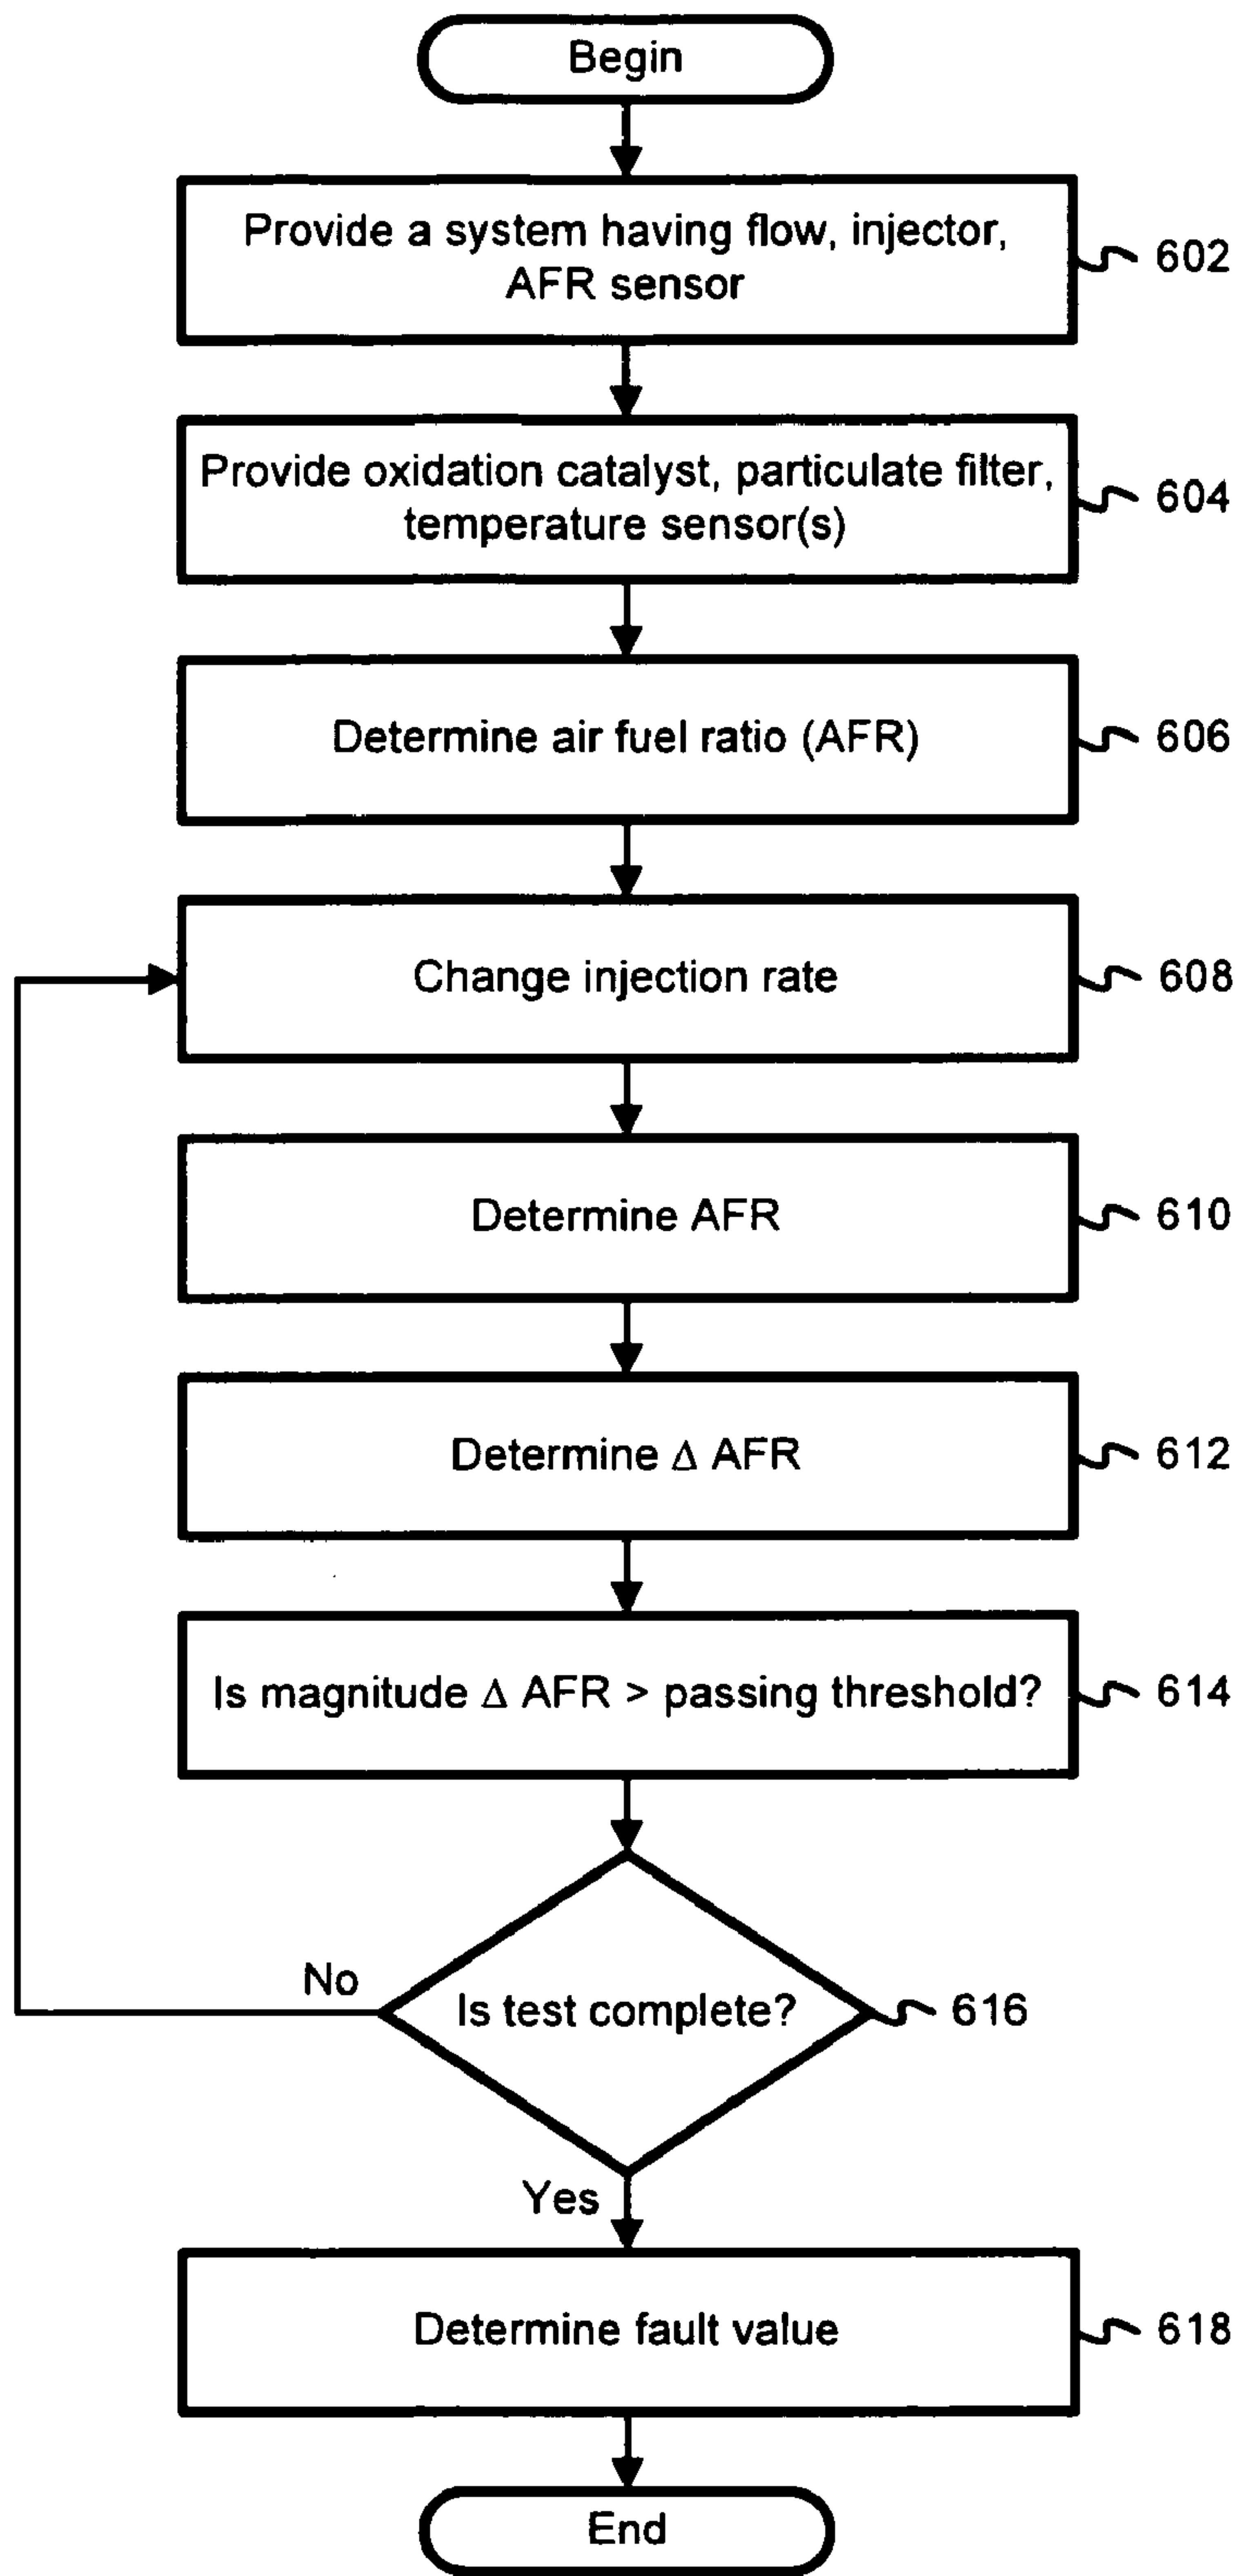 Begin
Provide a system having flow, injector,
AFR sensor
602
Provide oxidation catalyst, particulate filter,
temperature sensor(s)
604
Determine air fuel ratio (AFR)
606
Change injection rate
608
Determine AFR
610
Determine Δ AFR
612
Is magnitude Δ AFR > passing threshold?
614
No
Is test complete?
616
Yes
Determine fault value
618
End